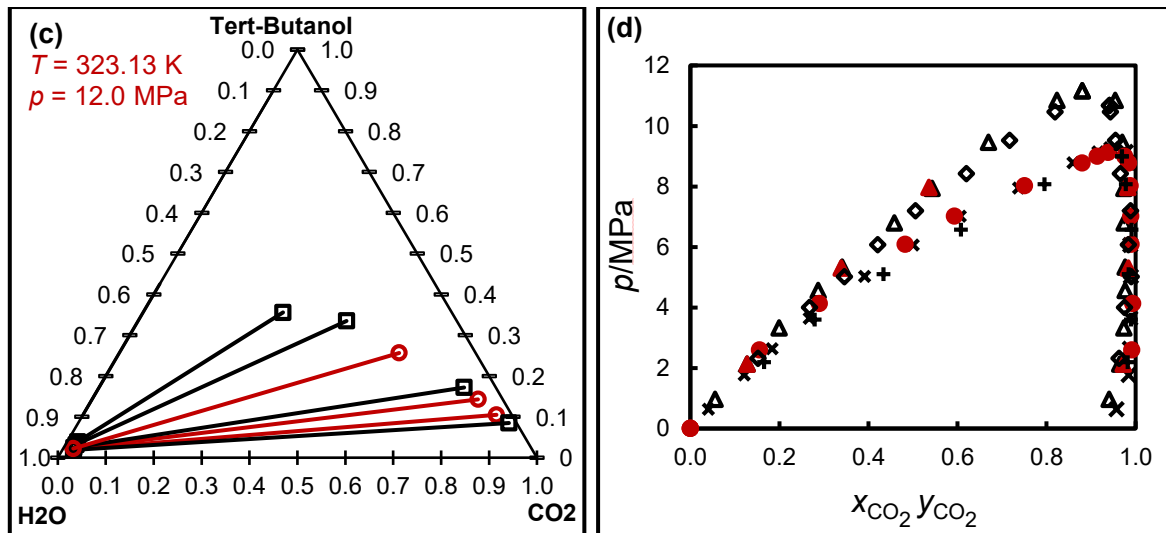 (c)
Tert-Butanol
T = 323.13 K
p = 12.0 MPa
0.0 1.0
0.1 0.9
0.2 0.8
0.3 0.7
0.4 0.6
0.5 0.5
0.6 0.4
0.7 0.3
0.8 0.2
0.9 0.1
1.0 0
0.0 0.1 0.2 0.3 0.4 0.5 0.6 0.7 0.8 0.9 1.0
H2O CO2
(d)
12
10
8
6
4
2
0
p/MPa
0.0 0.2 0.4 0.6 0.8 1.0
xCO2 yCO2